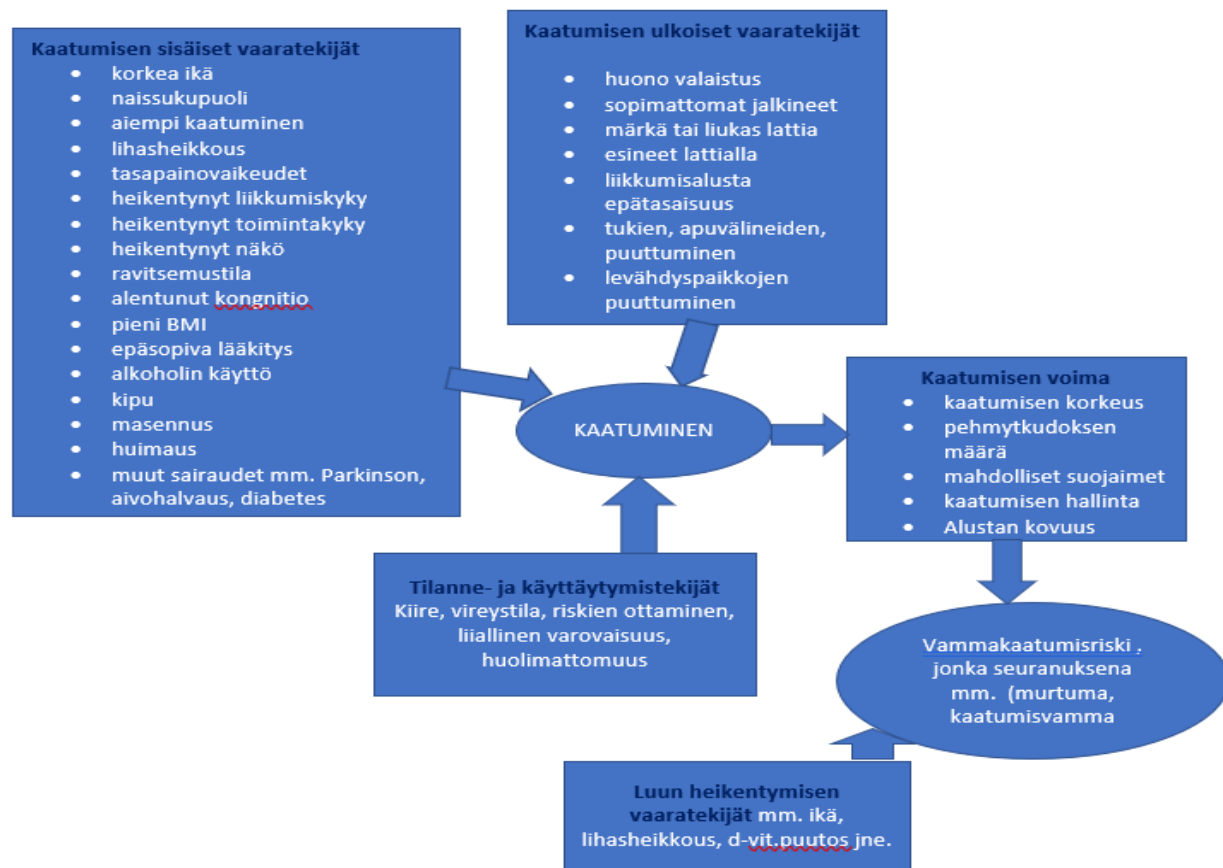 Kaatumisen sisäiset vaaratekijät
korkea ikä
naissukupuoli
aiempi kaatuminen
lihasheikkous
tasapainovaikeudet
heikentynyt liikkumiskyky
heikentynyt toimintakyky
heikentynyt näkö
ravitsemustila
alentunut kongnitio
pieni BMI
epäsopiva lääkitys
alkoholin käyttö
kipu
masennus
huimaus
muut sairaudet mm. Parkinson,
aivohalvaus, diabetes
Kaatumisen ulkoiset vaaratekijät
huono valaistus
sopimattomat jalkineet
märkä tai liukas lattia
esineet lattialla
liikkumisalusta
epätasaisuus
tukien, apuvälineiden,
puuttuminen
levähdyspaikkojen
puuttuminen
KAATUMINEN
Kaatumisen voima
kaatumisen korkeus
pehmytkudoksen
määrä
mahdolliset suojaimet
kaatumisen hallinta
Alustan kovuus
Tilanne- ja käyttäytymistekijät
Kiire, vireystila, riskien ottaminen,
liiallinen varovaisuus,
huolimattomuus
Vammakaatumisriski .
jonka seuranuksena
mm. (murtuma,
kaatumisvamma
Luun heikentymisen
vaaratekijät mm. ikä,
lihasheikkous, d-vit.puutos jne.